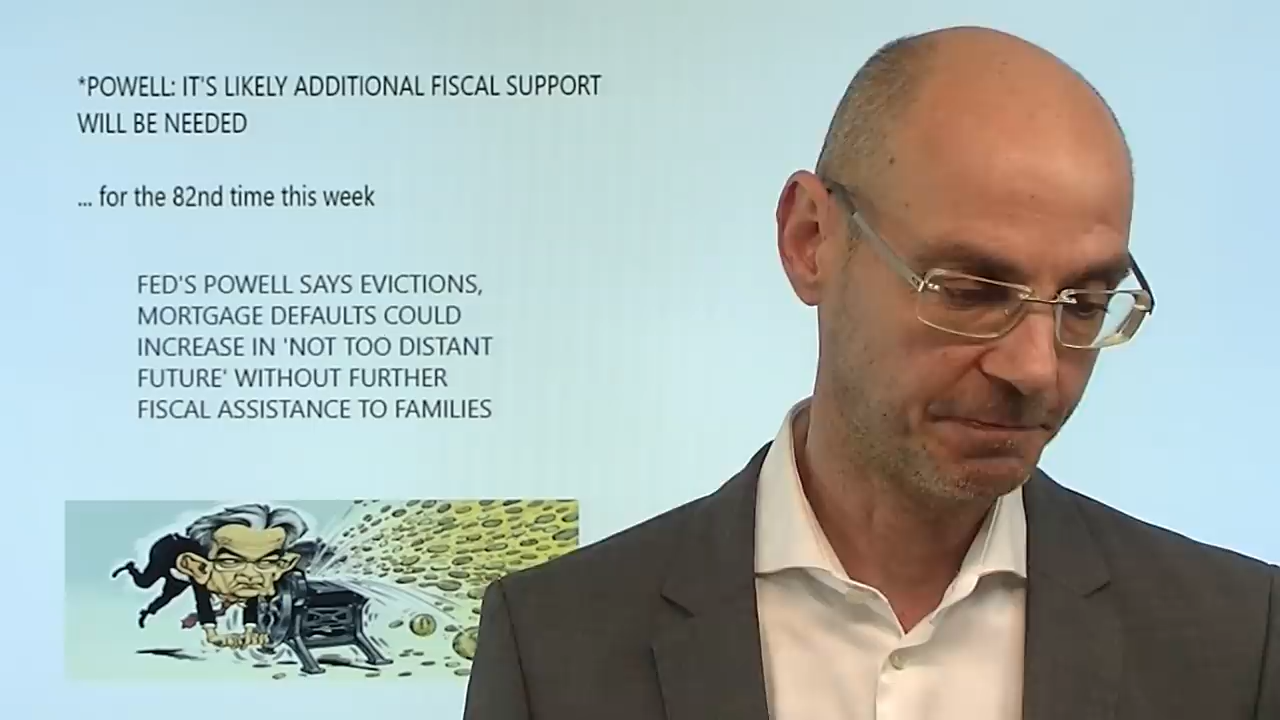 *POWELL: IT'S LIKELY ADDITIONAL FISCAL SUPPORT
WILL BE NEEDED
... for the 82nd time this week
FED'S POWELL SAYS EVICTIONS,
MORTGAGE DEFAULTS COULD
INCREASE IN 'NOT TOO DISTANT
FUTURE' WITHOUT FURTHER
FISCAL ASSISTANCE TO FAMILIES